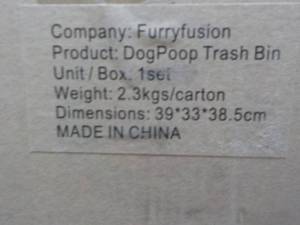 Company: Furryfusion
Product: DogPoop Trash Bin
Unit / Box: 1set
Weight: 2.3kgs/carton
Dimensions: 39*33*38.5cm
MADE IN CHINA